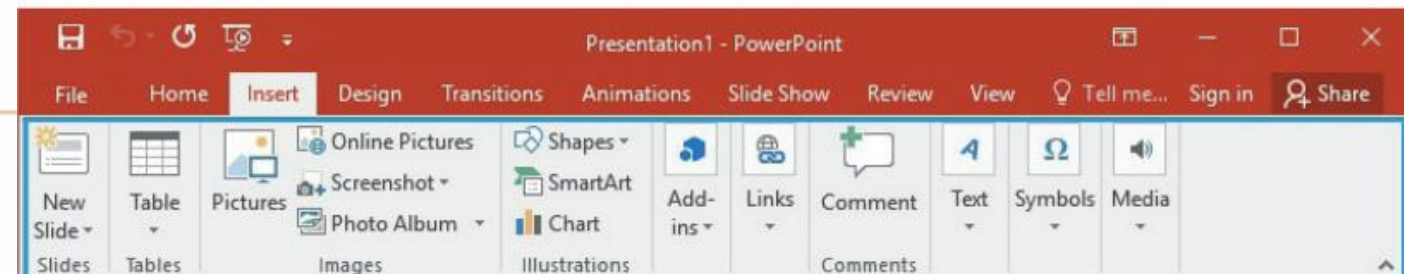 Presentation1 - PowerPoint
File Home Insert Design Transitions Animations Slide Show Review View Tell me... Sign in Share
New Slide
Table
Pictures
Online Pictures
Screenshot
Photo Album
Shapes
SmartArt
Chart
Add-
ins
Links
Comment
Text
Symbols
Media
Slides Tables Images Illustrations Comments